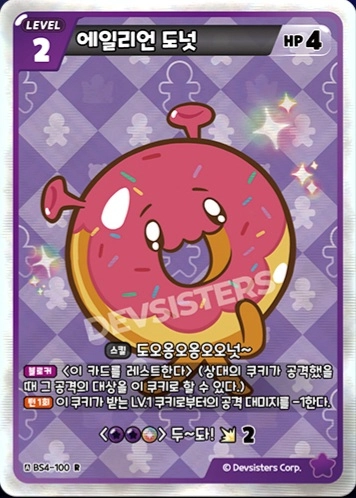 LEVEL
2
에일리언 도넛
HP 4
DEVSISTERS
스킬 도오옹오옹오오넛~
블로커 <이 카드를 레스트한다> (상대의 쿠키가 공격했을
때 그 공격의 대상을 이 쿠키로 할 수 있다.)
턴 1회 이 쿠키가 받는 LV.1 쿠키로부터의 공격 대미지를 -1한다.
두~돠! 2
BS4-100 R
© Devsisters Corp.